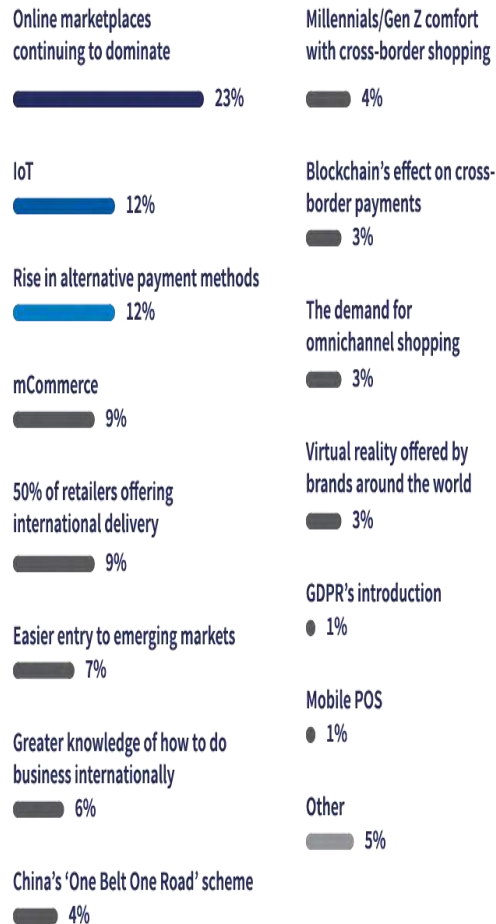 Online marketplaces
continuing to dominate
23%
IoT
12%
Rise in alternative payment methods
12%
mCommerce
9%
50% of retailers offering
international delivery
9%
Easier entry to emerging markets
7%
Greater knowledge of how to do
business internationally
6%
China's ‘One Belt One Road’ scheme
4%
Millennials/Gen Z comfort
with cross-border shopping
4%
Blockchain’s effect on cross-
border payments
3%
The demand for
omnichannel shopping
3%
Virtual reality offered by
brands around the world
3%
GDPR’s introduction
1%
Mobile POS
1%
Other
5%